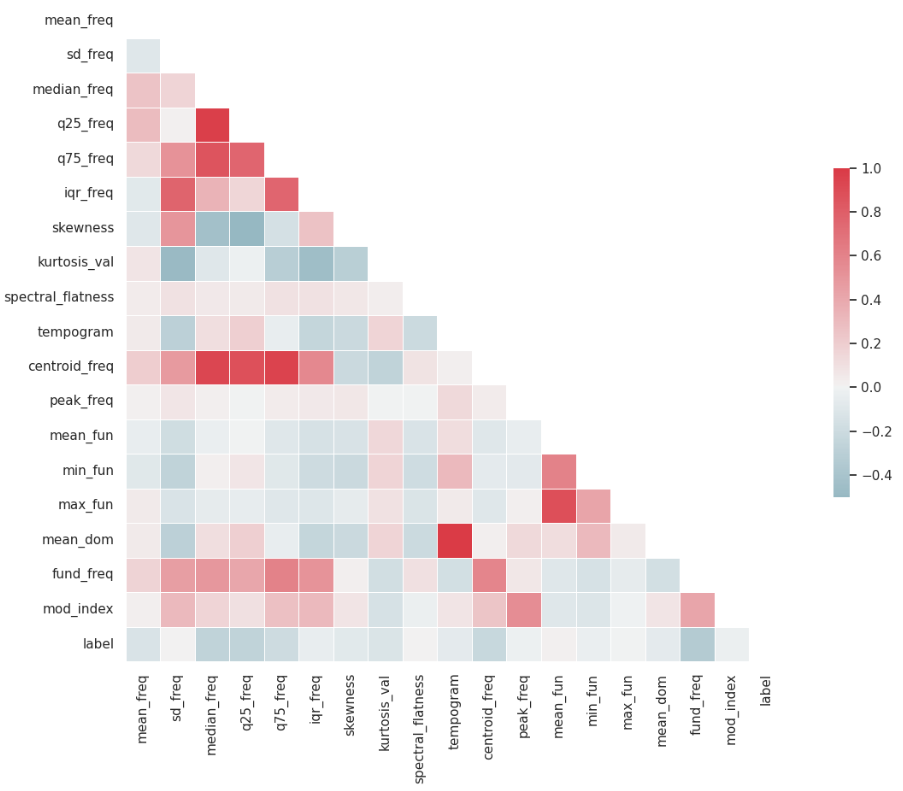 mean_freq
sd_freq
median_freq
q25_freq
q75_freq
iqr_freq
skewness
kurtosis_val
spectral_flatness
tempogram
centroid_freq
peak_freq
mean_fun
min_fun
max_fun
mean_dom
fund_freq
mod_index
label
1.0
0.8
0.6
0.4
0.2
0.0
−0.2
−0.4
mean_freq
sd_freq
median_freq
q25_freq
q75_freq
iqr_freq
skewness
kurtosis_val
spectral_flatness
tempogram
centroid_freq
peak_freq
mean_fun
min_fun
max_fun
mean_dom
fund_freq
mod_index
label